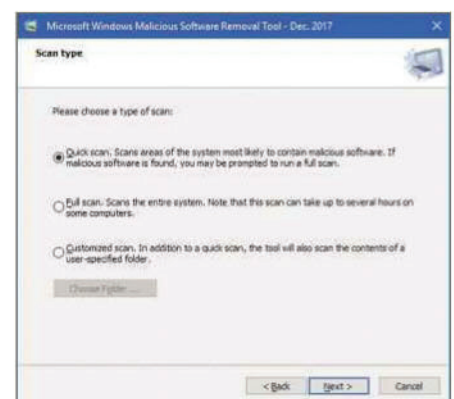 Microsoft Windows Malicious Software Removal Tool - Dec. 2017
Scan type
Please choose a type of scan:
Quick scan. Scans areas of the system most likely to contain malicious software. If
malicious software is found, you may be prompted to run a full scan.
Full scan. Scans the entire system. Note that this scan can take up to several hours on
some computers.
Customized scan. In addition to a quick scan, the tool will also scan the contents of a
user-specified folder.
Choose Folder ...
< Back
Next >
Cancel